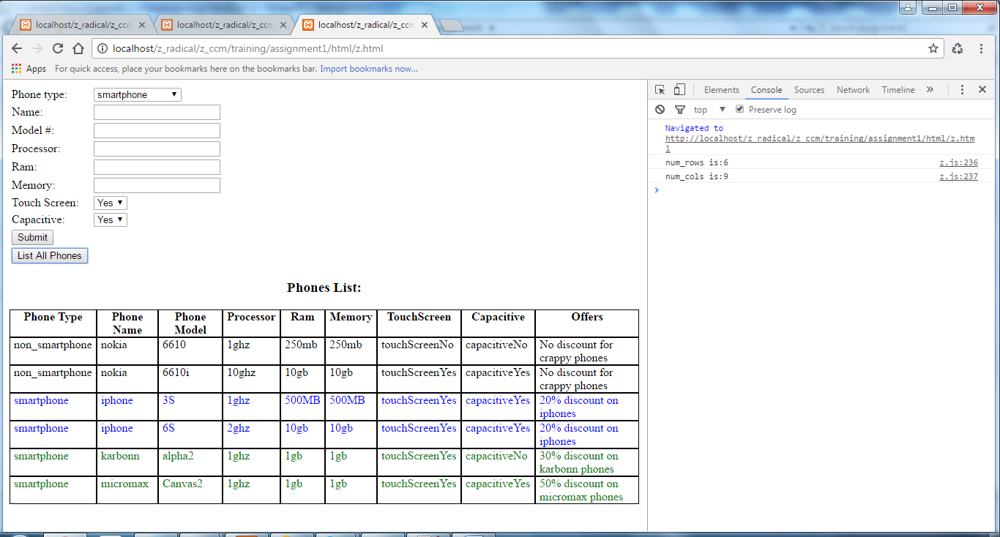 localhost/z_radical/z_ccm localhost/z_radical/z_ccm localhost/z_radical/z_ccm
localhost/z_radical/z_ccm/training/assignment1/html/z.html
Apps For quick access, place your bookmarks here on the bookmarks bar. Import bookmarks now...
Phone type: smartphone
Name:
Model #:
Processor:
Ram:
Memory:
Touch Screen: Yes
Capacitive: Yes
Submit
List All Phones
Phones List:
Phone Type Phone Name Phone Model Processor Ram Memory TouchScreen Capacitive Offers
non_smartphone nokia 6610 1ghz 250mb 250mb touchScreenNo capacitiveNo No discount for crappy phones
non_smartphone nokia 6610i 10ghz 10gb 10gb touchScreenYes capacitiveYes No discount for crappy phones
smartphone iphone 3S 1ghz 500MB 500MB touchScreenYes capacitiveYes 20% discount on iphones
smartphone iphone 6S 2ghz 10gb 10gb touchScreenYes capacitiveYes 20% discount on iphones
smartphone karbonn alpha2 1ghz 1gb 1gb touchScreenYes capacitiveNo 30% discount on karbonn phones
smartphone micromax Canvas2 1ghz 1gb 1gb touchScreenYes capacitiveYes 50% discount on micromax phones
Elements Console Sources Network Timeline »
top Preserve log
Navigated to
http://localhost/z_radical/z_ccm/training/assignment1/html/z.htm
l
num_rows is:6 z.js:236
num_cols is:9 z.js:237